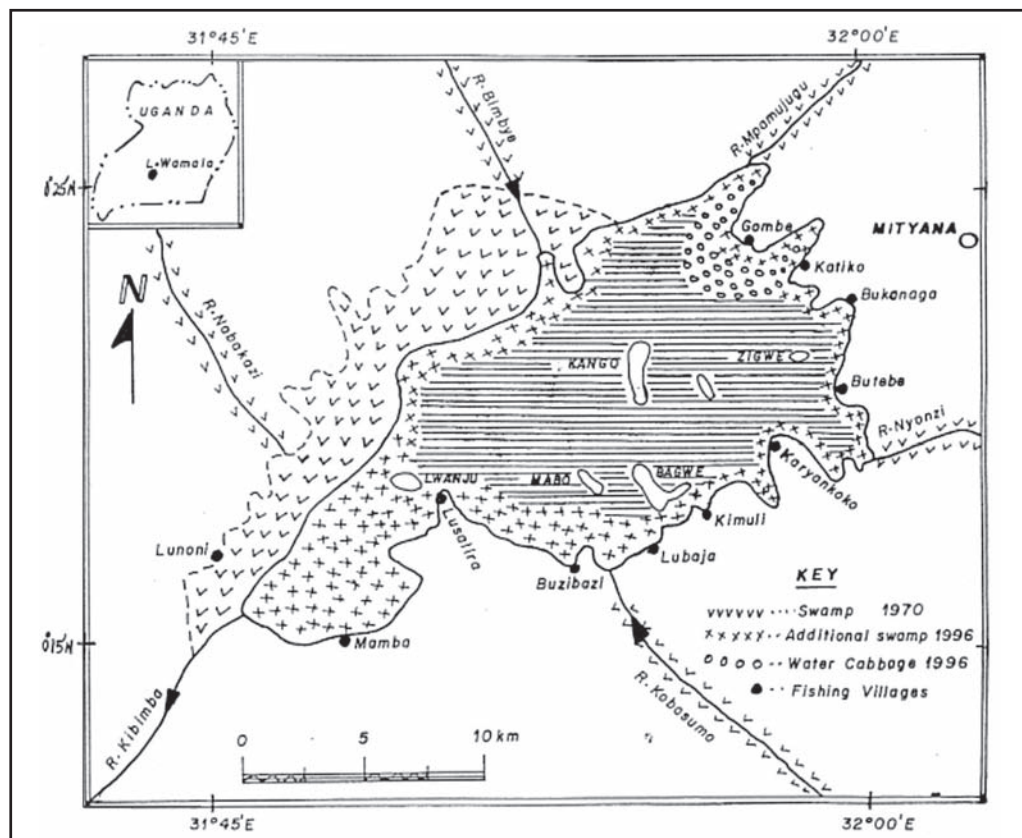 31°45'E
32°00'E
UGANDA
L.Wamala
0°25'N
R-Bimbye
R-Mpamujugu
Gombe
MITYANA
Katiko
Bukanaga
N
R-Nabakazi
KANGO
ZIGWE
Butebe
R-Nyonzi
Karyankoko
LWANJU
MABO
BAGWE
Lusalira
Kimuli
Lunoni
Lubaja
Buzibazi
KEY
Swamp 1970
Additional swamp 1996
Water Cabbage 1996
Fishing Villages
0°15'N
Mamba
R-Kibimba
R-Kobasumo
0 5 10 km
31°45'E
32°00'E